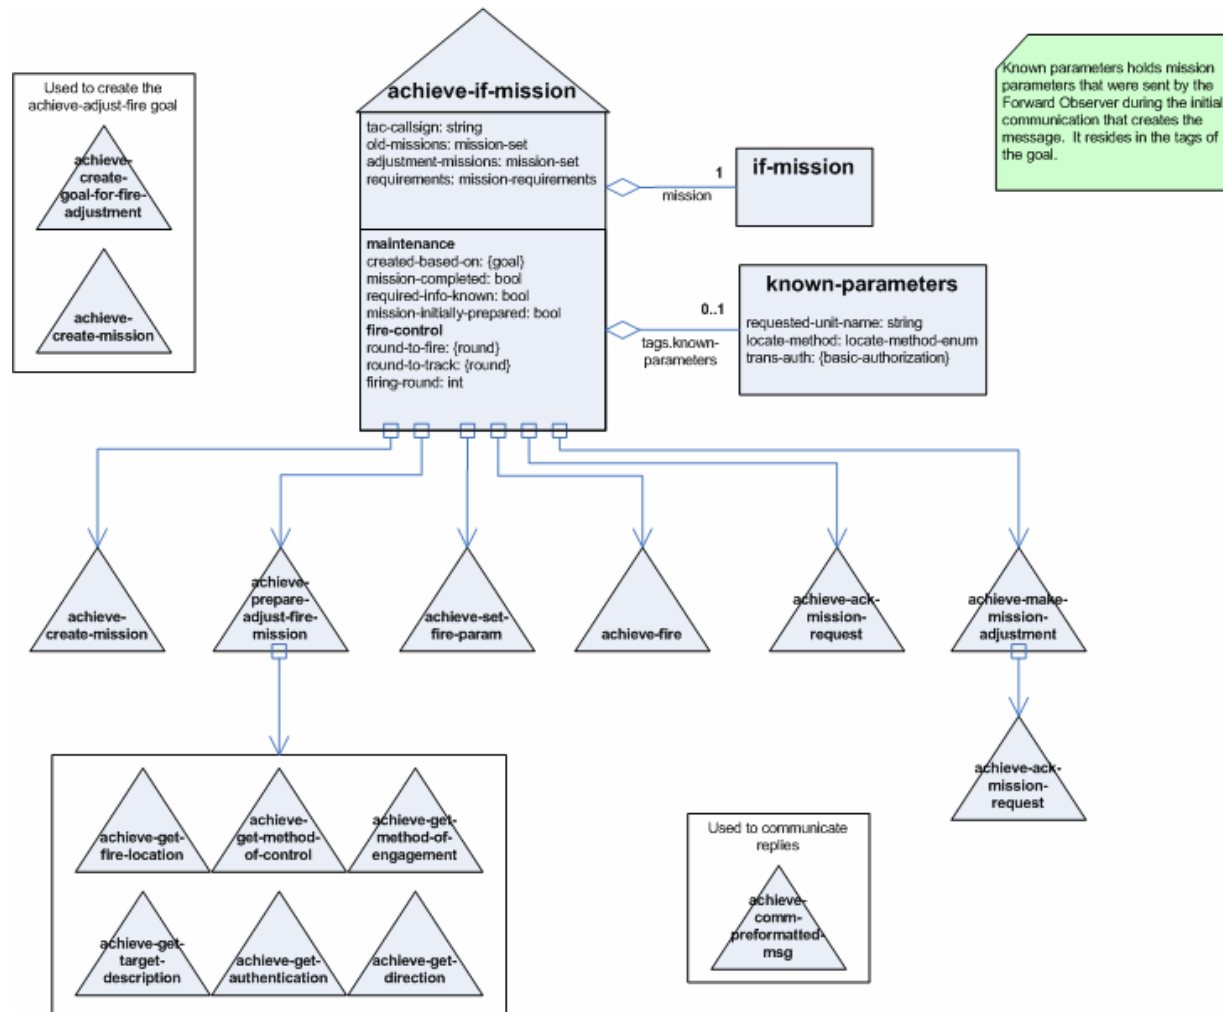 achieve-if-mission
tac-callsign: string
old-missions: mission-set
adjustment-missions: mission-set
requirements: mission-requirements
maintenance
created-based-on: {goal}
mission-completed: bool
required-info-known: bool
mission-initially-prepared: bool
fire-control
round-to-fire: {round}
round-to-track: {round}
firing-round: int
Used to create the
achieve-adjust-fire goal
achieve-
create-
goal-for-fire-
adjustment
achieve-
create-mission
1
mission
if-mission
0..1
tags.known-
parameters
known-parameters
requested-unit-name: string
locate-method: locate-method-enum
trans-auth: {basic-authorization}
Known parameters holds mission
parameters that were sent by the
Forward Observer during the initial
communication that creates the
message. It resides in the tags of
the goal.
achieve-
create-mission
achieve-
prepare-
adjust-fire-
mission
achieve-set-
fire-param
achieve-fire
achieve-ack-
mission-
request
achieve-make-
mission-
adjustment
achieve-ack-
mission-
request
achieve-get-
fire-location
achieve-
get-method-
of-control
achieve-get-
method-of-
engagement
achieve-get-
target-
description
achieve-get-
authentication
achieve-get-
direction
Used to communicate
replies
achieve-
comm-
preformatted-
msg